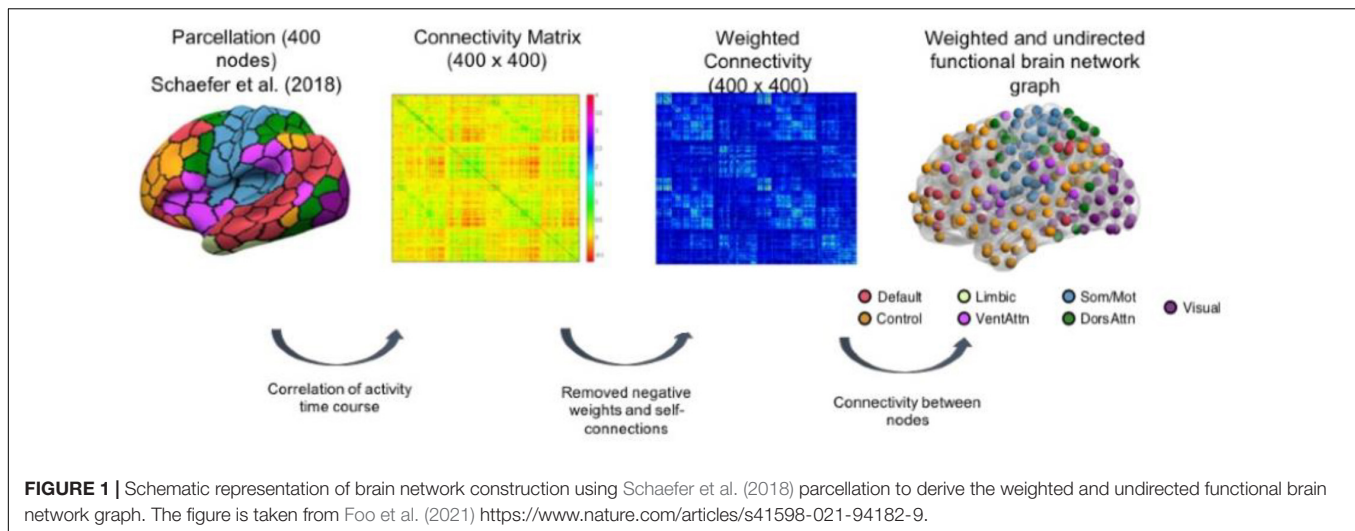 Parcellation (400
nodes)
Schaefer et al. (2018)
Connectivity Matrix
(400 x 400)
Weighted
Connectivity
(400 x 400)
Weighted and undirected
functional brain network
graph
Default
Limbic
Som/Mot
Visual
Control
VentAttn
DorsAttn
Correlation of activity
time course
Removed negative
weights and self-
connections
Connectivity between
nodes
FIGURE 1 | Schematic representation of brain network construction using Schaefer et al. (2018) parcellation to derive the weighted and undirected functional brain
network graph. The figure is taken from Foo et al. (2021) https://www.nature.com/articles/s41598-021-94182-9.